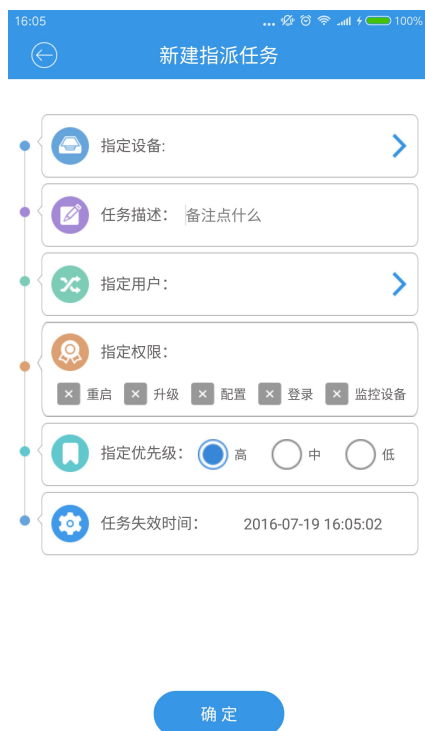 16:05 ... 100%
新建指派任务
指定设备:
任务描述： 备注点什么
指定用户：
指定权限：
重启 升级 配置 登录 监控设备
指定优先级： 高 中 低
任务失效时间： 2016-07-19 16:05:02
确定